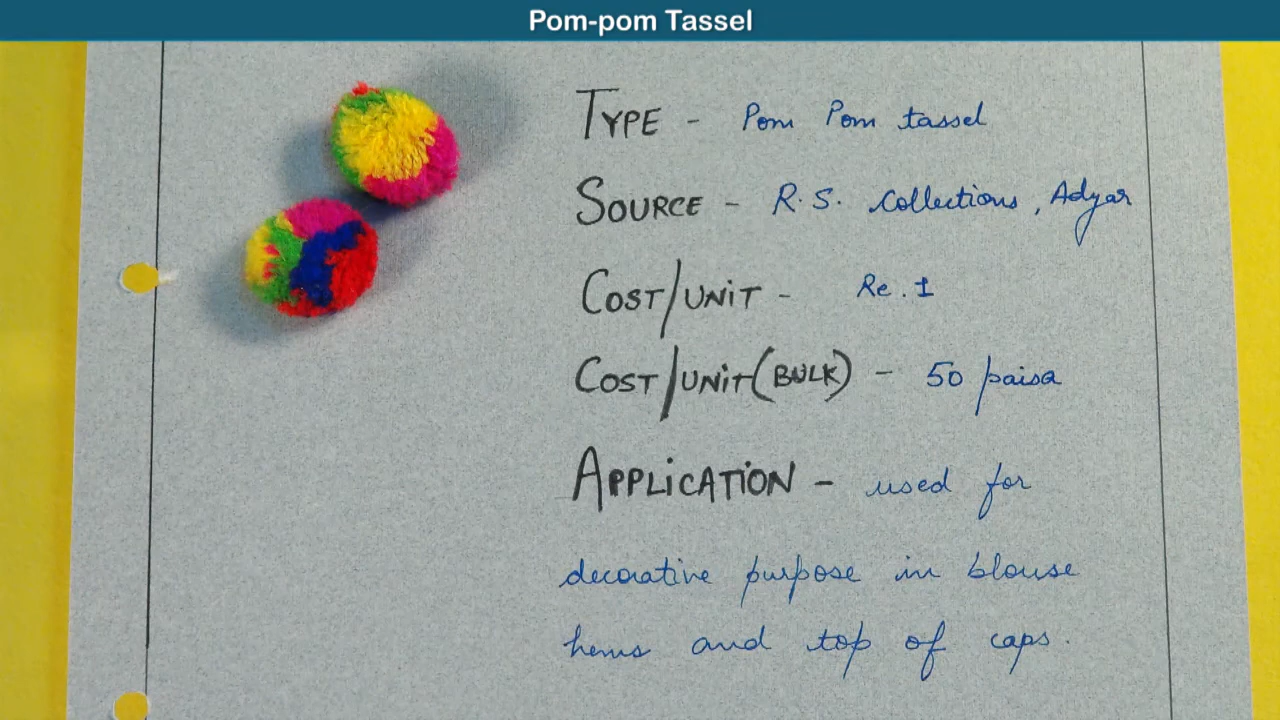 Pom-pom Tassel
TYPE - Pom Pom tassel
SOURCE - R.S. Collections, Adyar
COST/UNIT - Re.1
COST/UNIT(BULK) - 50 paisa
APPLICATION - used for
decorative purpose in blouse
hems and top of caps.